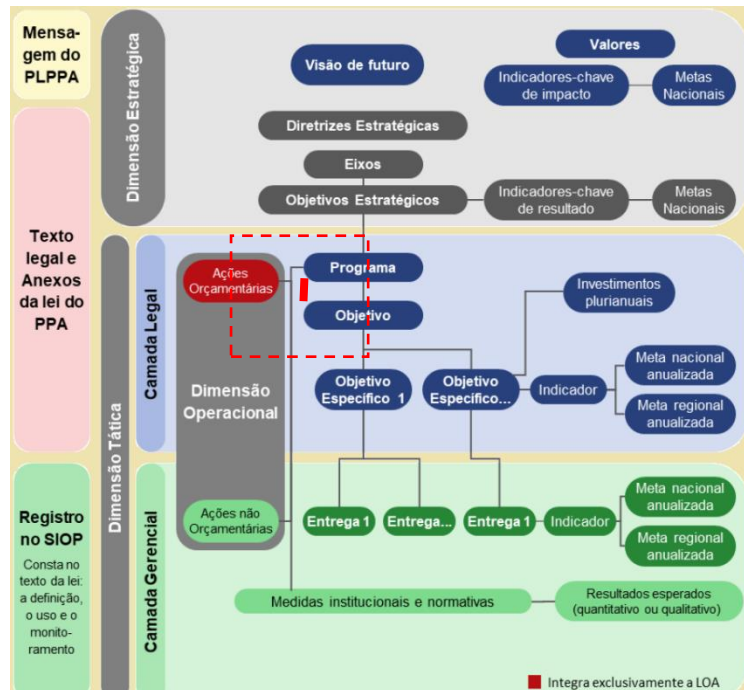 Mensa-
gem do
PLPPA
Texto
legal e
Anexos
da lei do
PPA
Registro
no SIOP
Consta no
texto da lei:
a definição,
o uso e o
monito-
ramento
Dimensão Estratégica
Visão de futuro
Valores
Indicadores-chave
de impacto
Metas
Nacionais
Diretrizes Estratégicas
Eixos
Objetivos Estratégicos
Indicadores-chave
de resultado
Metas
Nacionais
Dimensão Tática
Camada Legal
Ações
Orçamentárias
Dimensão
Operacional
Programa
Objetivo
Investimentos
plurianuais
Objetivo
Específico 1
Objetivo
Específico...
Indicador
Meta nacional
anualizada
Meta regional
anualizada
Camada Gerencial
Ações não
Orçamentárias
Entrega 1
Entrega...
Entrega 1
Indicador
Meta nacional
anualizada
Meta regional
anualizada
Medidas institucionais e normativas
Resultados esperados
(quantitativo ou qualitativo)
Integra exclusivamente a LOA